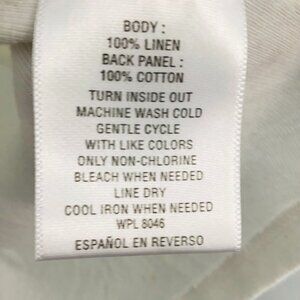 BODY :
100% LINEN
BACK PANEL :
100% COTTON
TURN INSIDE OUT
MACHINE WASH COLD
GENTLE CYCLE
WITH LIKE COLORS
ONLY NON-CHLORINE
BLEACH WHEN NEEDED
LINE DRY
COOL IRON WHEN NEEDED
WPL 8046
ESPAÑOL EN REVERSO